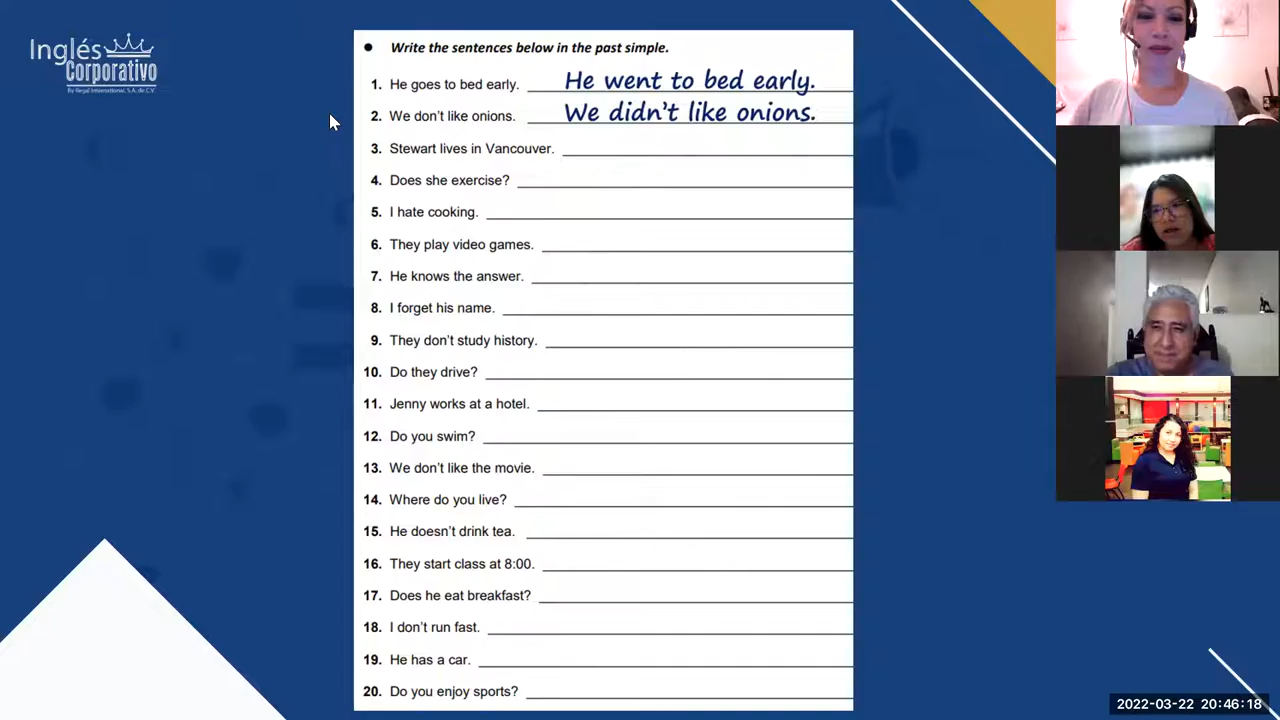 Inglés
Corporativo
By Regal International, S.A. de C.V.
● Write the sentences below in the past simple.
1. He goes to bed early. He went to bed early.
2. We don't like onions. We didn't like onions.
3. Stewart lives in Vancouver.
4. Does she exercise?
5. I hate cooking.
6. They play video games.
7. He knows the answer.
8. I forget his name.
9. They don't study history.
10. Do they drive?
11. Jenny works at a hotel.
12. Do you swim?
13. We don't like the movie.
14. Where do you live?
15. He doesn't drink tea.
16. They start class at 8:00.
17. Does he eat breakfast?
18. I don't run fast.
19. He has a car.
20. Do you enjoy sports?
2022-03-22 20:46:18